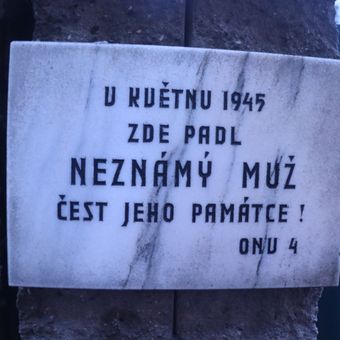 V KVĚTNU 1945
ZDE PADL
NEZNÁMÝ MUŽ
ČEST JEHO PAMÁTCE!
ONV 4